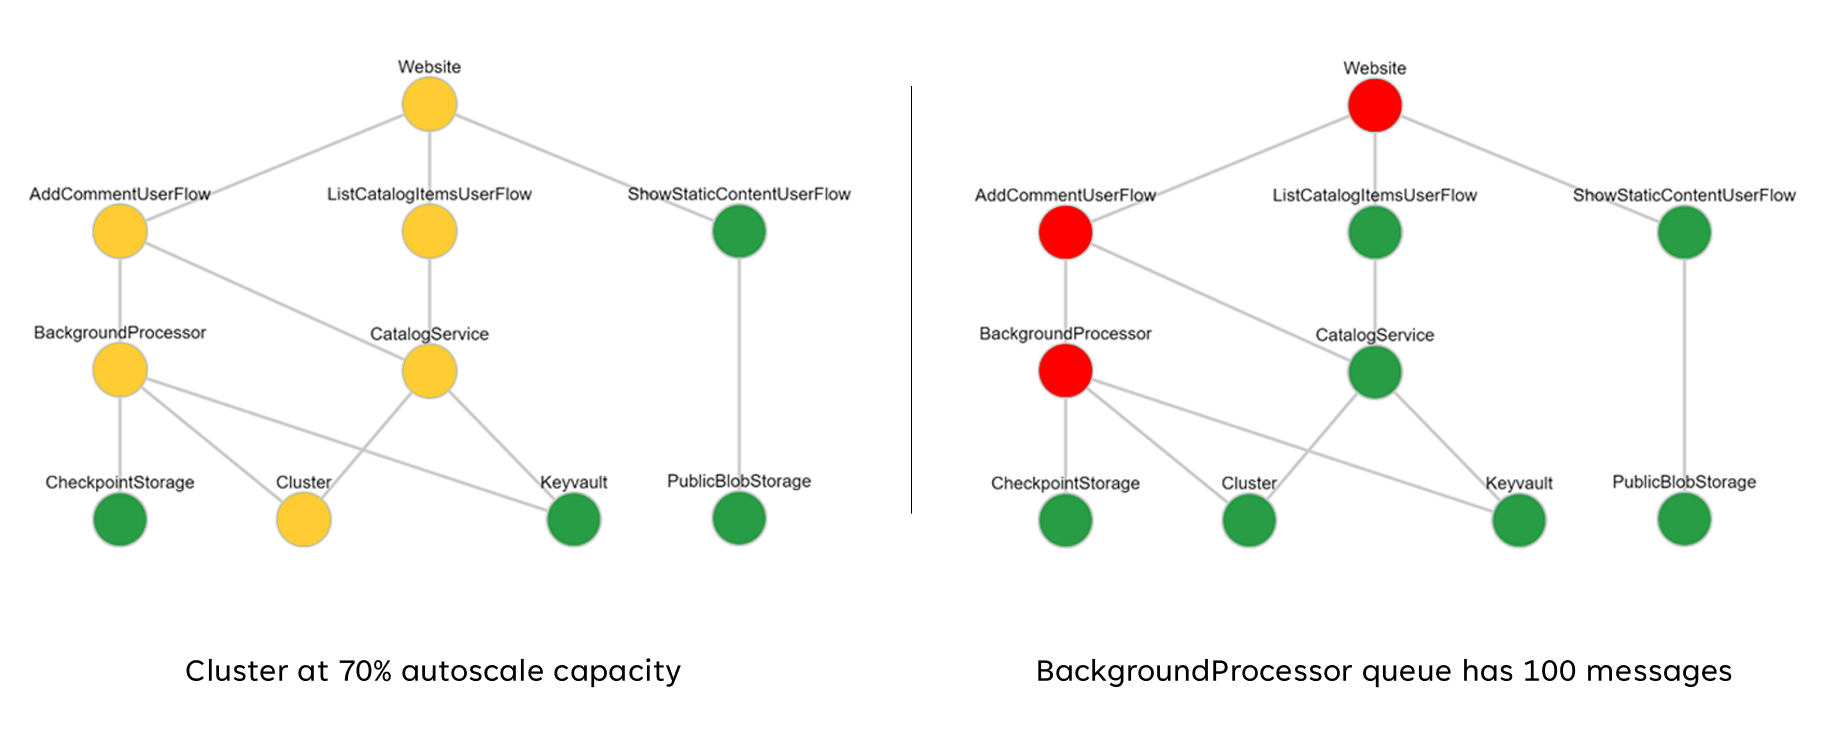 Website
AddCommentUserFlow
ListCatalogItemsUserFlow
ShowStaticContentUserFlow
BackgroundProcessor
CatalogService
CheckpointStorage
Cluster
Keyvault
PublicBlobStorage
Cluster at 70% autoscale capacity
Website
AddCommentUserFlow
ListCatalogItemsUserFlow
ShowStaticContentUserFlow
BackgroundProcessor
CatalogService
CheckpointStorage
Cluster
Keyvault
PublicBlobStorage
BackgroundProcessor queue has 100 messages